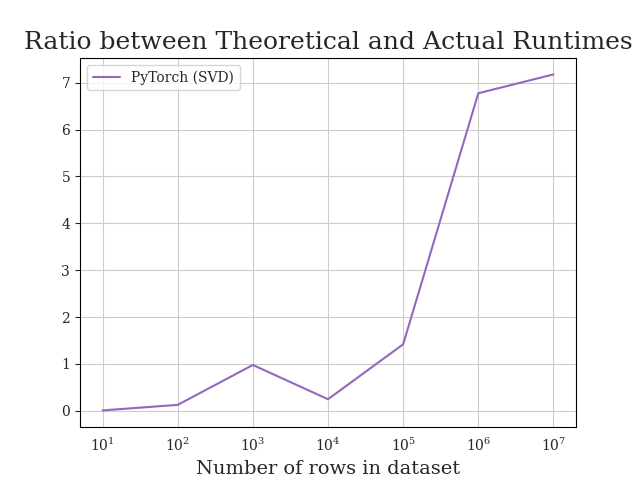 Ratio between Theoretical and Actual Runtimes
PyTorch (SVD)
7
6
5
4
3
2
1
0
10¹ 10² 10³ 10⁴ 10⁵ 10⁶ 10⁷
Number of rows in dataset